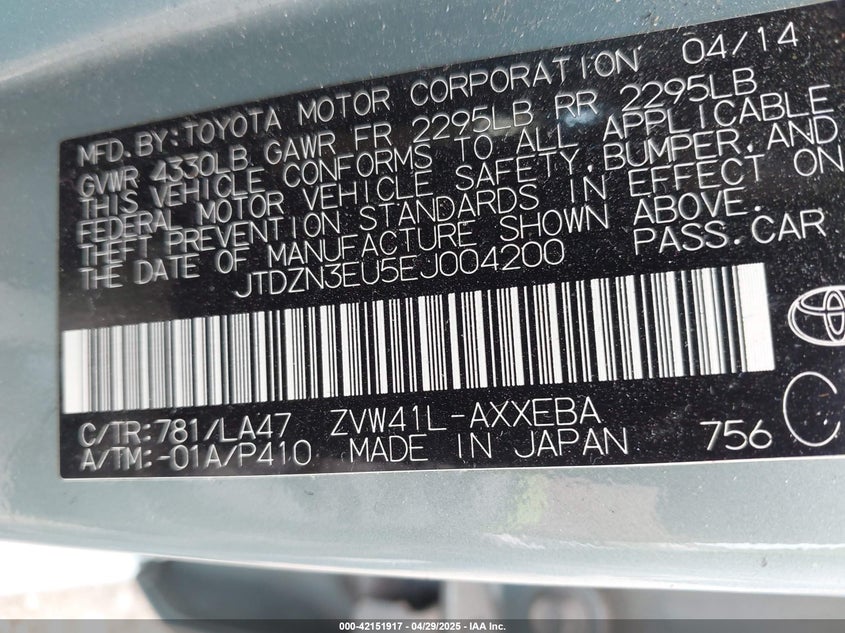 MFD. BY: TOYOTA MOTOR CORPORATION 04/14
GVWR 4330LB. GAWR FR 2295LB RR 2295LB
THIS VEHICLE CONFORMS TO ALL APPLICABLE
FEDERAL MOTOR VEHICLE SAFETY, BUMPER, AND
THEFT PREVENTION STANDARDS IN EFFECT ON
THE DATE OF MANUFACTURE SHOWN ABOVE.
JTDZN3EU5EJ004200 PASS. CAR
C/TR: 781/LA47 ZVW41L-AXXEBA
A/TM: -01A/P410 MADE IN JAPAN 756 C
000-42151917 - 04/29/2025 - IAA Inc.